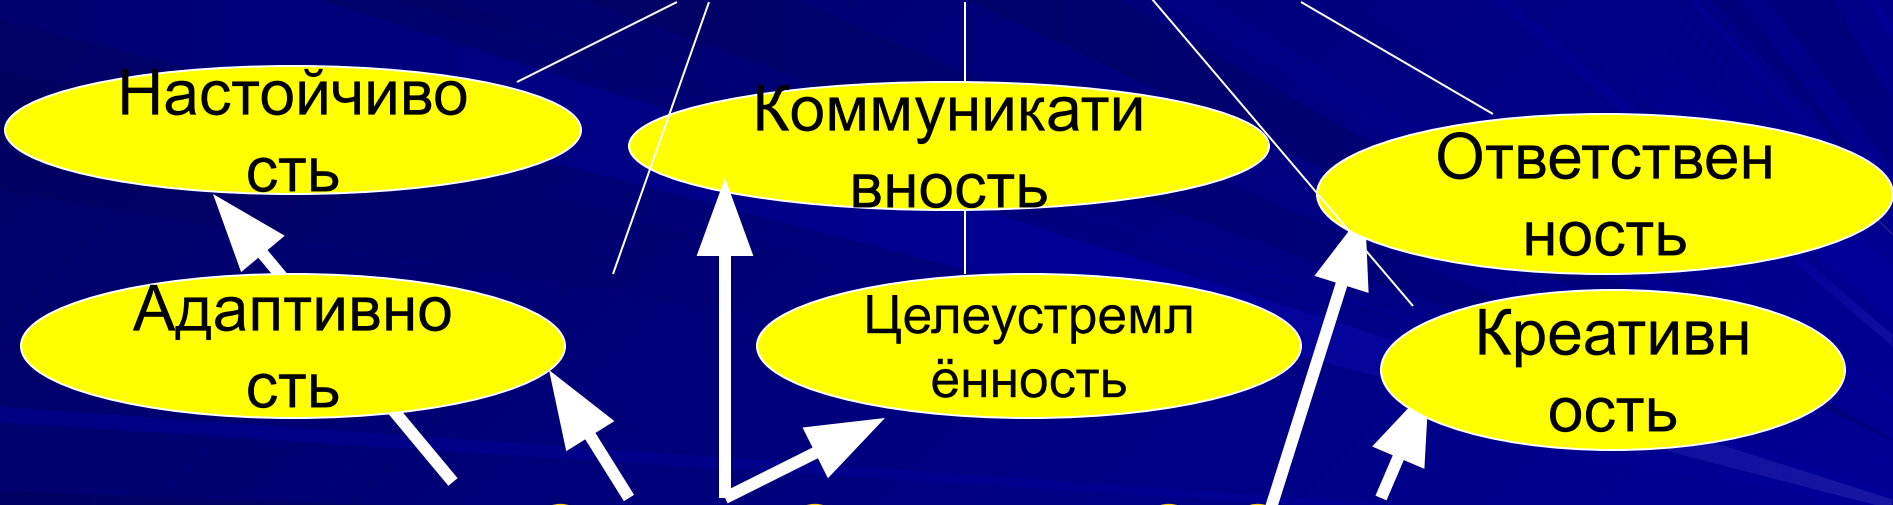 Настойчиво
сть
Коммуникати
вность
Ответствен
ность
Адаптивно
сть
Целеустремл
ённость
Креативн
ость